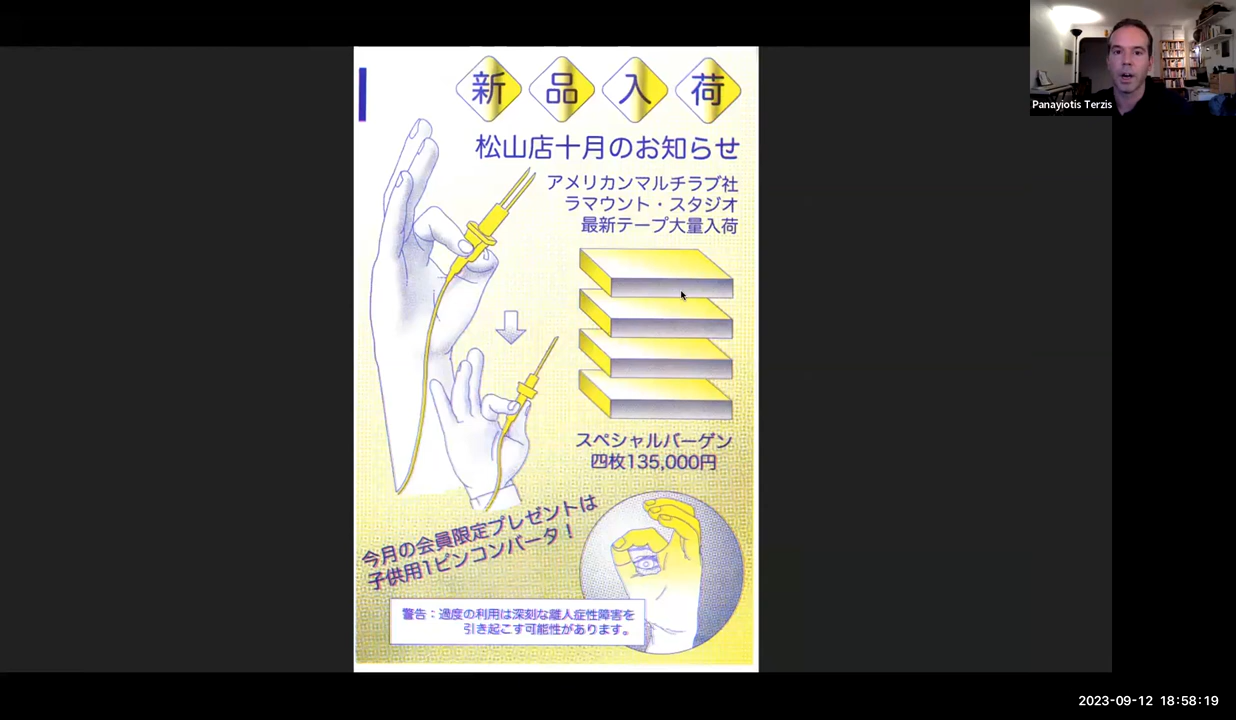 新品入荷
松山店十月のお知らせ
アメリカンマルチラブ社
ラマウント・スタジオ
最新テープ大量入荷
スペシャルバーゲン
四枚135,000円
今月の会員限定プレゼントは
子供用1ピンコンバータ！
警告：過度の利用は深刻な離人症性障害を
引き起こす可能性があります。
Panayiotis Terzis
2023-09-12 18:58:19